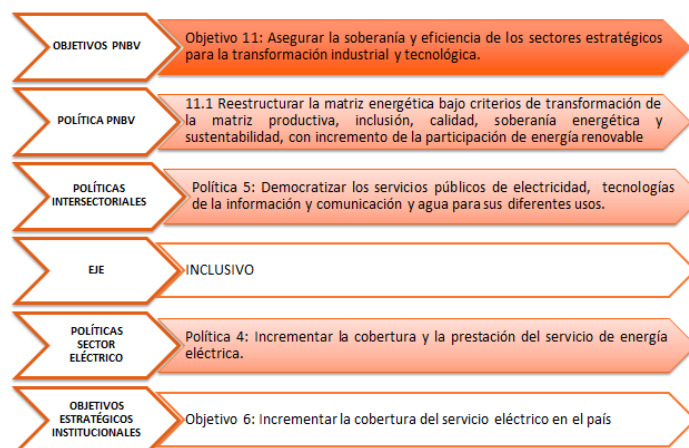 OBJETIVOS PNBV
Objetivo 11: Asegurar la soberanía y eficiencia de los sectores estratégicos
para la transformación industrial y tecnológica.
POLÍTICA PNBV
11.1 Reestructurar la matriz energética bajo criterios de transformación de
la matriz productiva, inclusión, calidad, soberanía energética y
sustentabilidad, con incremento de la participación de energía renovable
POLÍTICAS
INTERSECTORIALES
Política 5: Democratizar los servicios públicos de electricidad, tecnologías
de la información y comunicación y agua para sus diferentes usos.
EJE
INCLUSIVO
POLÍTICAS
SECTOR
ELÉCTRICO
Política 4: Incrementar la cobertura y la prestación del servicio de energía
eléctrica.
OBJETIVOS
ESTRATÉGICOS
INSTITUCIONALES
Objetivo 6: Incrementar la cobertura del servicio eléctrico en el país